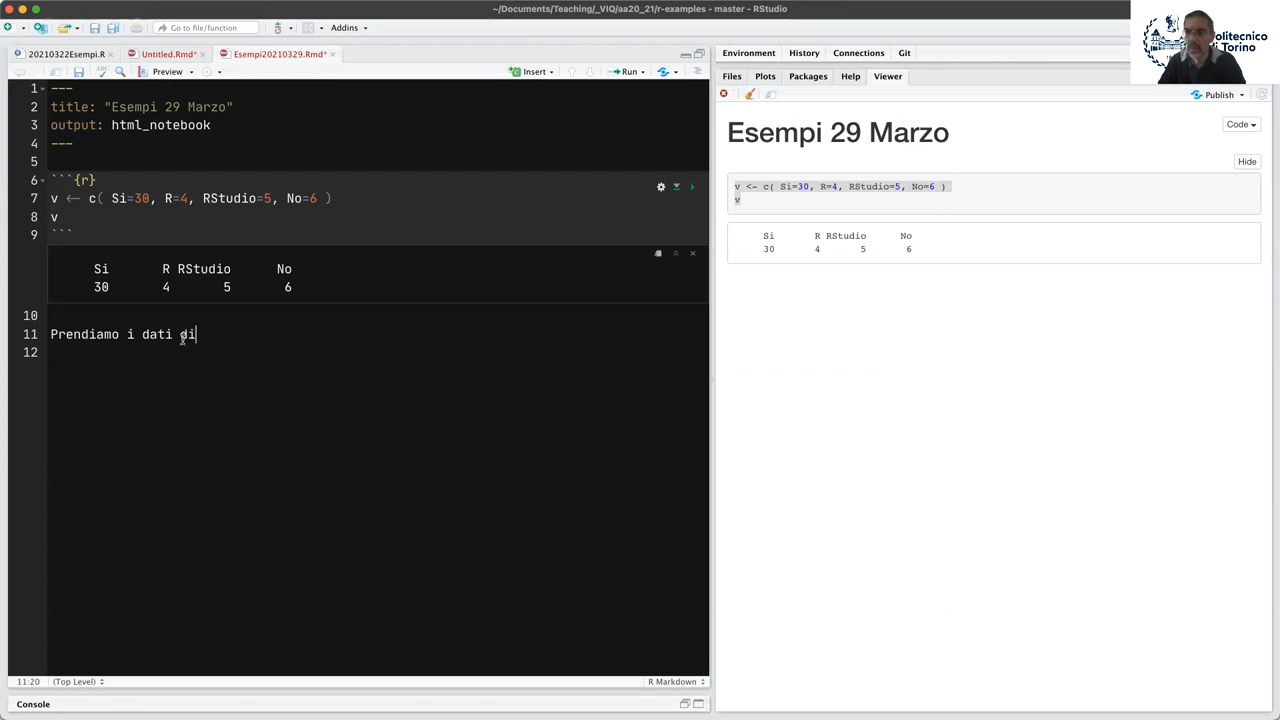 ~/Documents/Teaching/_VIQ/aa20_21/r-examples - master - RStudio
Go to file/function
Addins
20210322Esempi.R
Untitled.Rmd*
Esempi20210329.Rmd*
Preview
Insert
Run
1 ---
2 title: "Esempi 29 Marzo"
3 output: html_notebook
4 ---
5
6 ```{r}
7 v <- c( Si=30, R=4, RStudio=5, No=6 )
8 v
9 ```
Si R RStudio No
30 4 5 6
10
11 Prendiamo i dati di
12
11:20 (Top Level) R Markdown
Console
Environment History Connections Git
Files Plots Packages Help Viewer
Publish
Esempi 29 Marzo
Code
Hide
v <- c( Si=30, R=4, RStudio=5, No=6 )
v
Si R RStudio No
30 4 5 6